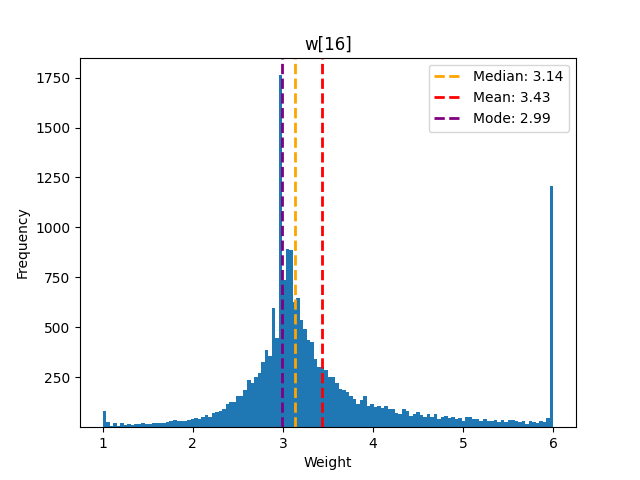 w[16]
Median: 3.14
Mean: 3.43
Mode: 2.99
1750
1500
1250
1000
750
500
250
Frequency
1 2 3 4 5 6
Weight